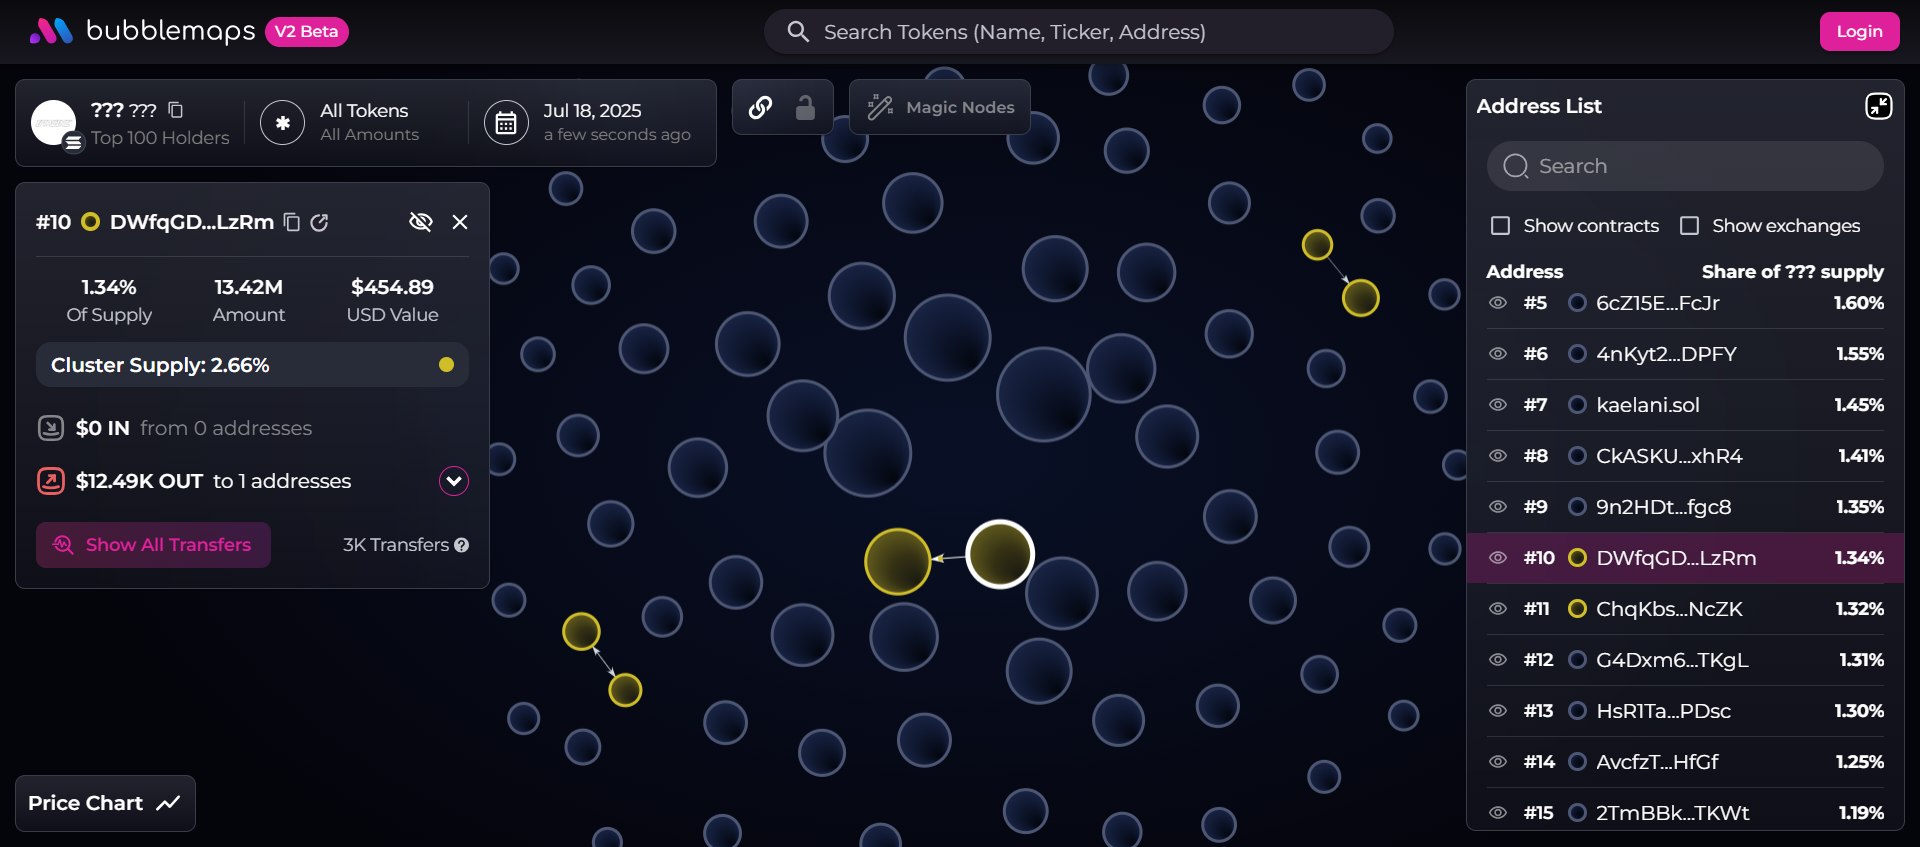 bubblemaps V2 Beta
Search Tokens (Name, Ticker, Address)
Login
??? ???
Top 100 Holders
All Tokens
All Amounts
Jul 18, 2025
a few seconds ago
Magic Nodes
#10 DWfqGD...LzRm
1.34% 13.42M $454.89
Of Supply Amount USD Value
Cluster Supply: 2.66%
$0 IN from 0 addresses
$12.49K OUT to 1 addresses
Show All Transfers 3K Transfers ?
Price Chart
Address List
Search
Show contracts Show exchanges
Address Share of ??? supply
#5 6cZ15E...FcJr 1.60%
#6 4nKyt2...DPFY 1.55%
#7 kaelani.sol 1.45%
#8 CkASKU...xhR4 1.41%
#9 9n2HDt...fgc8 1.35%
#10 DWfqGD...LzRm 1.34%
#11 ChqKbs...NcZK 1.32%
#12 G4Dxm6...TKgL 1.31%
#13 HsR1Ta...PDsc 1.30%
#14 AvcfzT...HfGf 1.25%
#15 2TmBBk...TKWt 1.19%